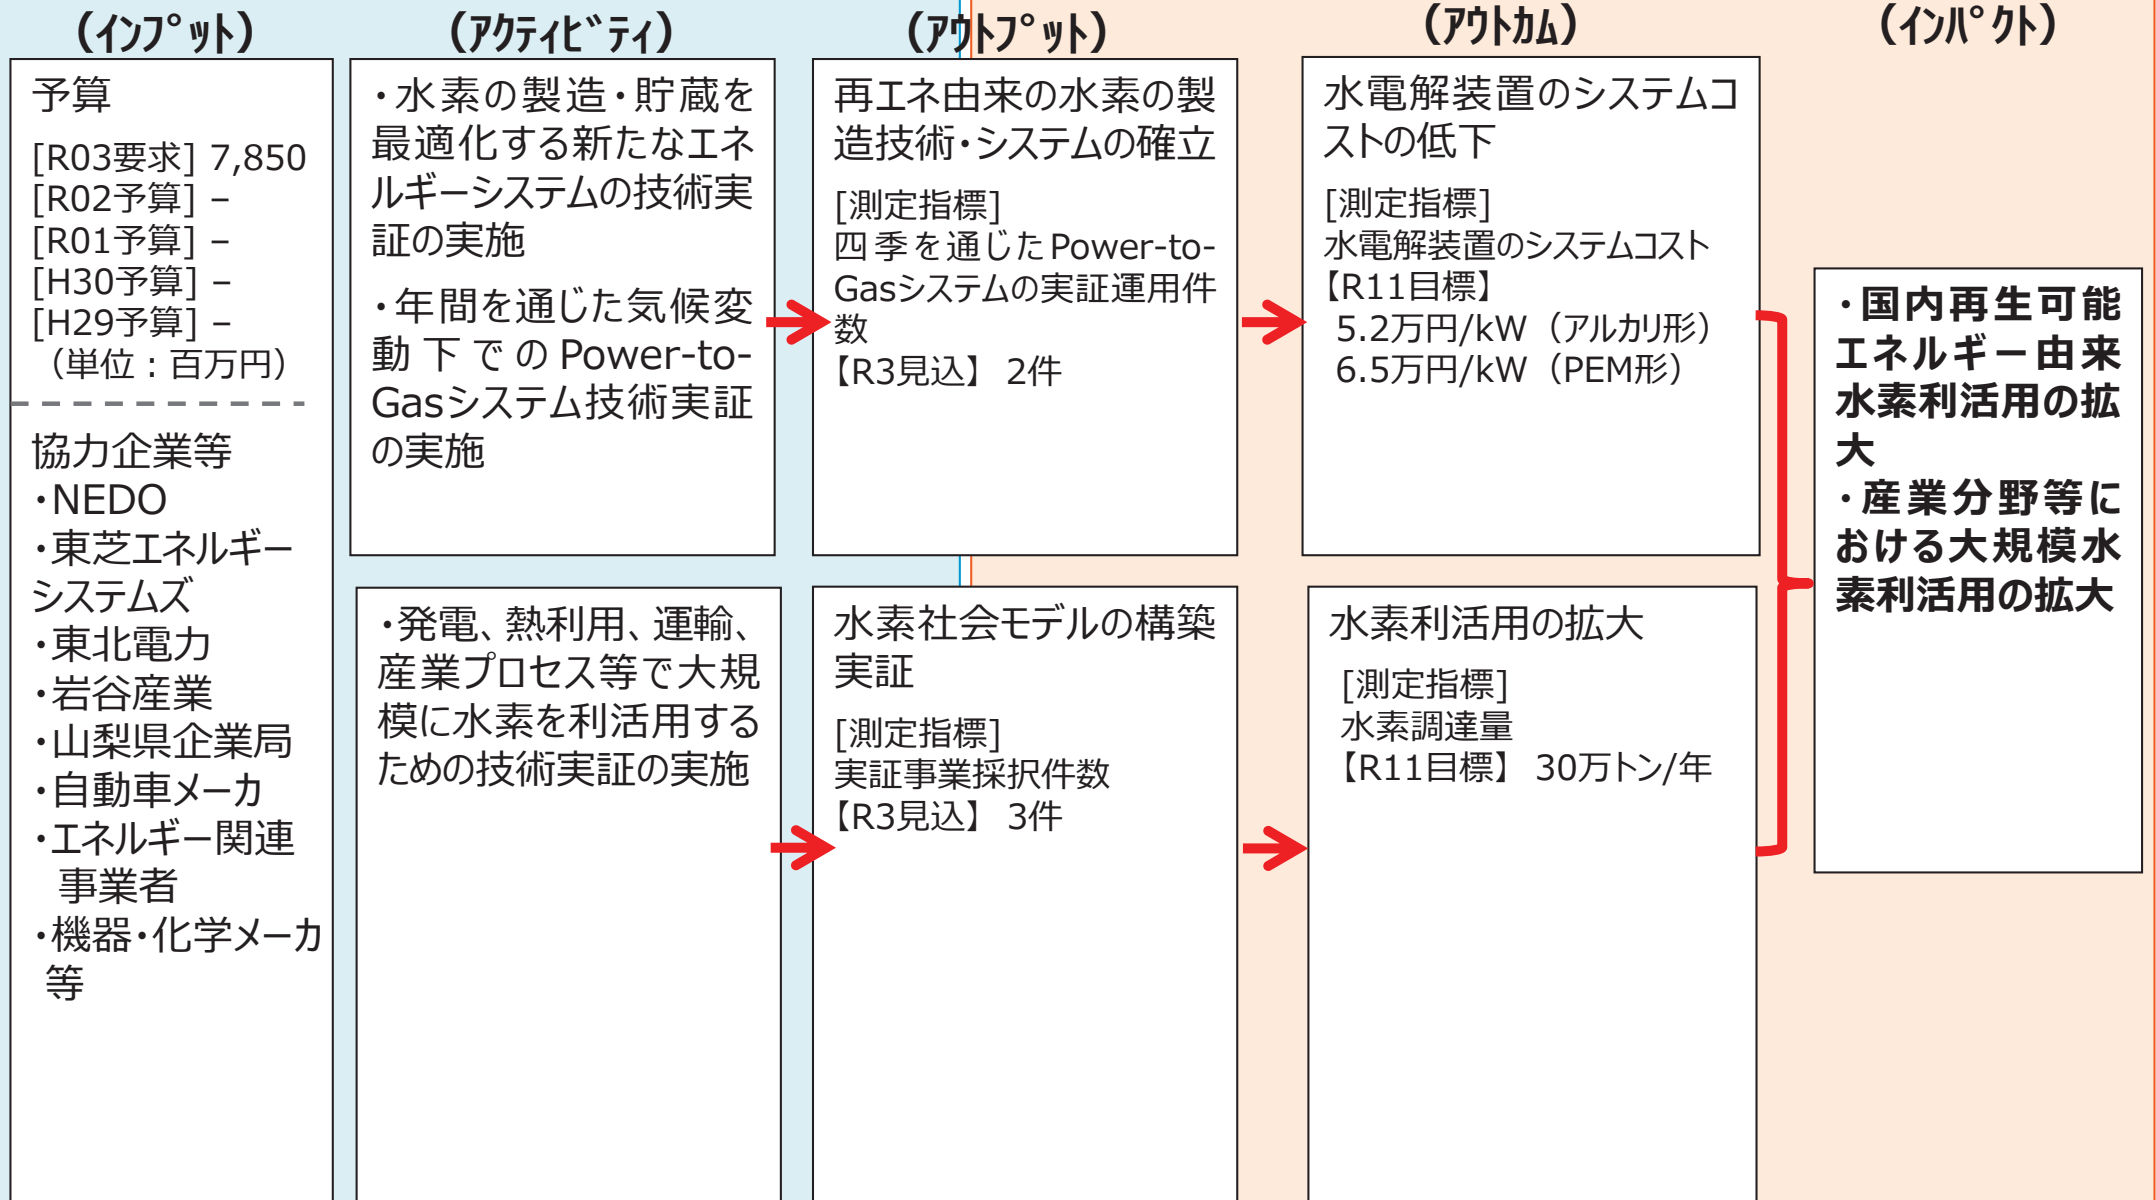 (ｲﾝﾌﾟｯﾄ)
(ｱｸﾃｨﾋﾞﾃｨ)
(ｱｳﾄﾌﾟｯﾄ)
(ｱｳﾄｶﾑ)
(ｲﾝﾊﾟｸﾄ)
予算
[R03要求] 7,850
[R02予算] –
[R01予算] –
[H30予算] –
[H29予算] –
（単位：百万円）
協力企業等
・NEDO
・東芝エネルギー
システムズ
・東北電力
・岩谷産業
・山梨県企業局
・自動車メーカ
・エネルギー関連
事業者
・機器・化学メーカ
等
・水素の製造・貯蔵を
最適化する新たなエネ
ルギーシステムの技術実
証の実施
・年間を通じた気候変
動下でのPower-to-
Gasシステム技術実証
の実施
・発電、熱利用、運輸、
産業プロセス等で大規
模に水素を利活用する
ための技術実証の実施
再エネ由来の水素の製
造技術・システムの確立
[測定指標]
四季を通じたPower-to-
Gasシステムの実証運用件
数
【R3見込】 2件
水素社会モデルの構築
実証
[測定指標]
実証事業採択件数
【R3見込】 3件
水電解装置のシステムコ
ストの低下
[測定指標]
水電解装置のシステムコスト
【R11目標】
5.2万円/kW（アルカリ形）
6.5万円/kW（PEM形）
水素利活用の拡大
[測定指標]
水素調達量
【R11目標】 30万トン/年
・国内再生可能
エネルギー由来
水素利活用の拡
大
・産業分野等に
おける大規模水
素利活用の拡大